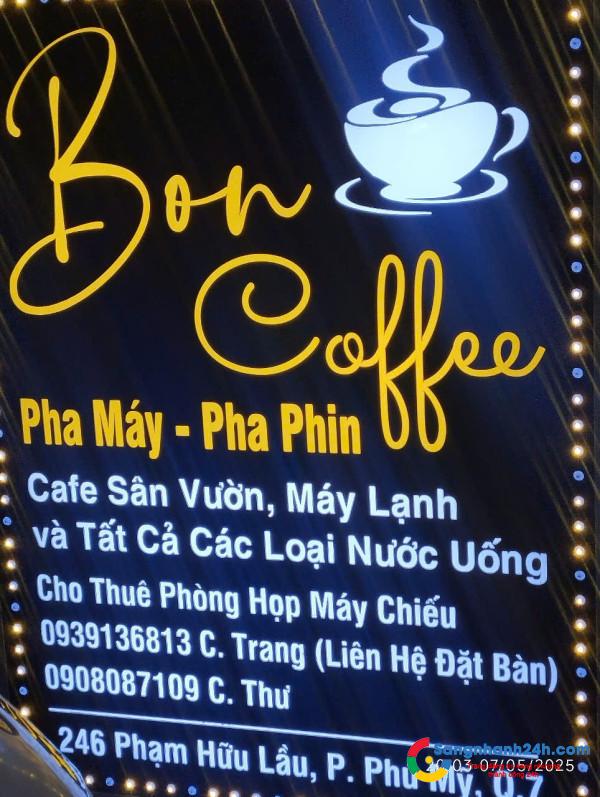 Bon
Coffee
Pha Máy - Pha Phin
Cafe Sân Vườn, Máy Lạnh
và Tất Cả Các Loại Nước Uống
Cho Thuê Phòng Họp Máy Chiếu
0939136813 C. Trang (Liên Hệ Đặt Bàn)
0908087109 C. Thư
246 Phạm Hữu Lầu, P. Phú Mỹ, Q.7
Sangnhanh24h.com
:03 07/05/2025